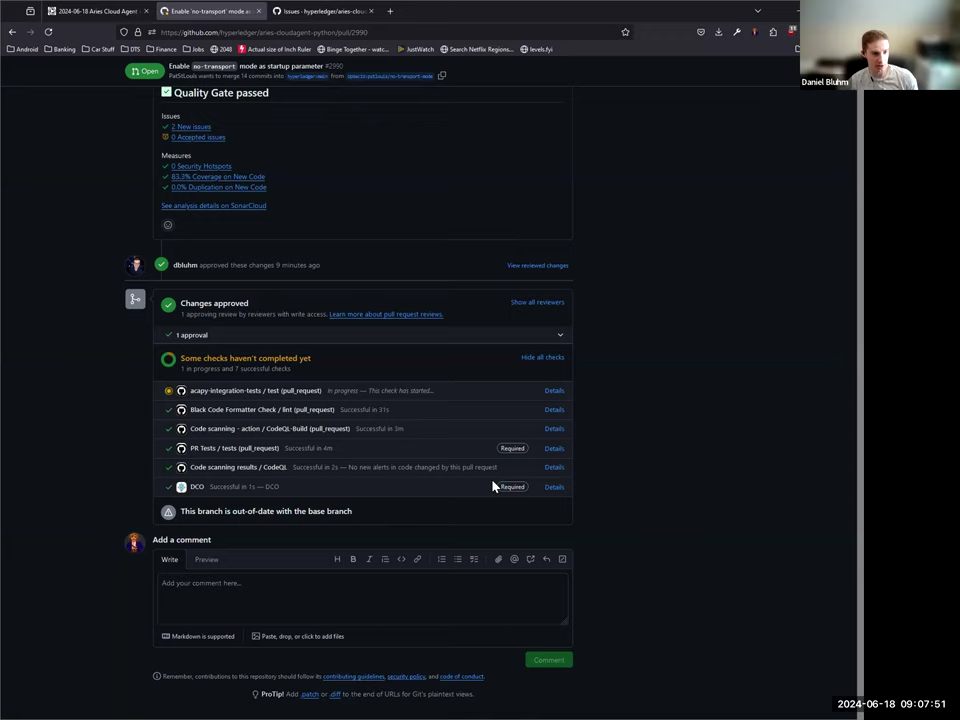 2024-06-18 Aries Cloud Agent
Enable 'no-transport' mode as
Issues - hyperledger/aries-cloud
https://github.com/hyperledger/aries-cloudagent-python/pull/2990
Android Banking Car Stuff DTS Finance Jobs 2048 Actual size of Inch Ruler Binge Together - watc... JustWatch Search Netflix Regions... levels.fyi
Daniel Bluhm
Open
Enable no-transport mode as startup parameter #2990
PatStLouis wants to merge 14 commits into hyperledger:main from OpSecId:pstlouis/no-transport-mode
Quality Gate passed
Issues
2 New issues
0 Accepted issues
Measures
0 Security Hotspots
83.3% Coverage on New Code
0.0% Duplication on New Code
See analysis details on SonarCloud
dbluhm approved these changes 9 minutes ago
View reviewed changes
Changes approved
Show all reviewers
1 approving review by reviewers with write access. Learn more about pull request reviews.
1 approval
Some checks haven't completed yet
Hide all checks
1 in progress and 7 successful checks
acapy-integration-tests / test (pull_request) In progress — This check has started... Details
Black Code Formatter Check / lint (pull_request) Successful in 31s Details
Code scanning - action / CodeQL-Build (pull_request) Successful in 3m Details
PR Tests / tests (pull_request) Successful in 4m Required Details
Code scanning results / CodeQL Successful in 2s — No new alerts in code changed by this pull request Details
DCO Successful in 1s — DCO Required Details
This branch is out-of-date with the base branch
Add a comment
Write Preview
Add your comment here...
Markdown is supported
Paste, drop, or click to add files
Comment
Remember, contributions to this repository should follow its contributing guidelines, security policy, and code of conduct.
ProTip! Add .patch or .diff to the end of URLs for Git's plaintext views.
2024-06-18 09:07:51